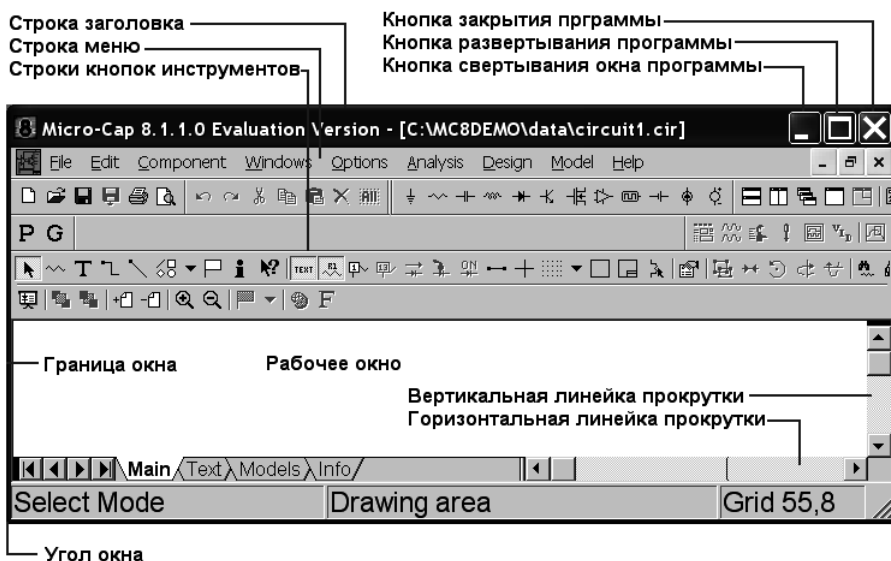 Строка заголовка
Строка меню
Строки кнопок инструментов
Кнопка закрытия прграммы
Кнопка развертывания программы
Кнопка свертывания окна программы
Micro-Cap 8.1.1.0 Evaluation Version - [C:\MC8DEMO\data\circuit1.cir]
File Edit Component Windows Options Analysis Design Model Help
P G
T TEXT R1 ON
F
Граница окна Рабочее окно
Вертикальная линейка прокрутки
Горизонтальная линейка прокрутки
Main Text Models Info
Select Mode Drawing area Grid 55,8
Угол окна